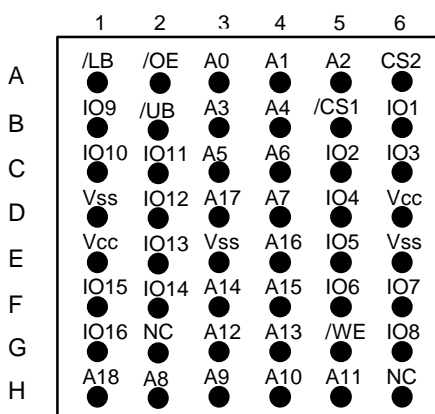 1 2 3 4 5 6
A /LB /OE A0 A1 A2 CS2
B IO9 /UB A3 A4 /CS1 IO1
C IO10 IO11 A5 A6 IO2 IO3
D Vss IO12 A17 A7 IO4 Vcc
E Vcc IO13 Vss A16 IO5 Vss
F IO15 IO14 A14 A15 IO6 IO7
G IO16 NC A12 A13 /WE IO8
H A18 A8 A9 A10 A11 NC